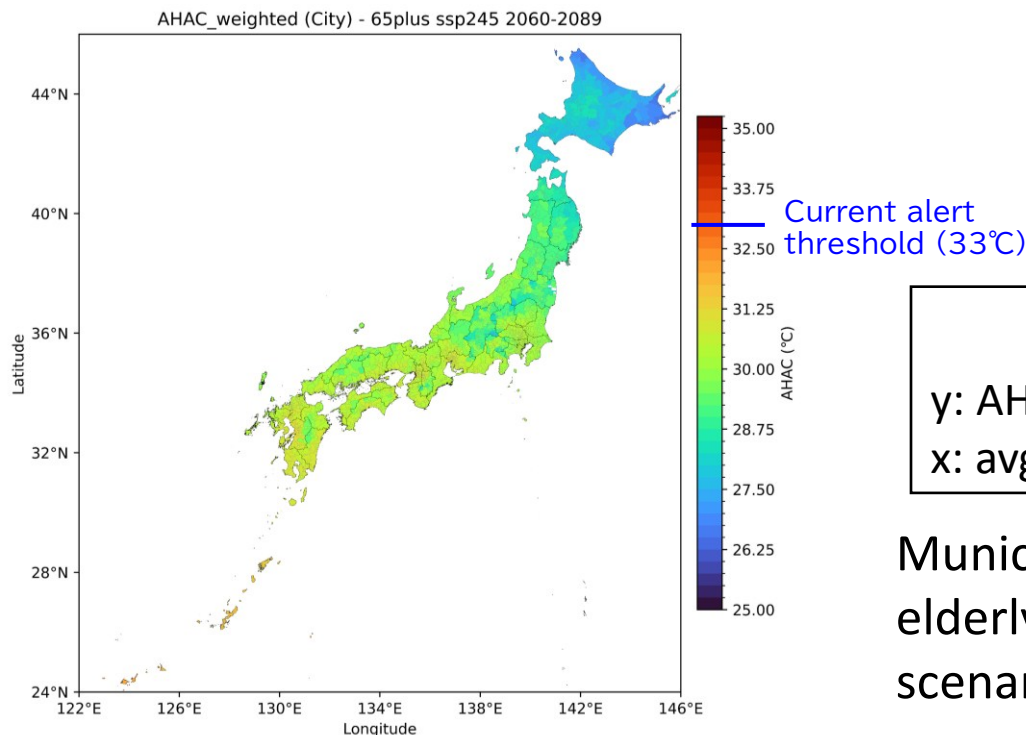 AHAC_weighted (City) - 65plus ssp245 2060-2089
44°N
40°N
36°N
32°N
28°N
24°N
Latitude
122°E
126°E
130°E
134°E
138°E
142°E
146°E
Longitude
35.00
33.75
32.50
31.25
30.00
28.75
27.50
26.25
25.00
AHAC (°C)
Current alert
threshold (33℃)
y: AH
x: avg
Munic
elderly
scenar